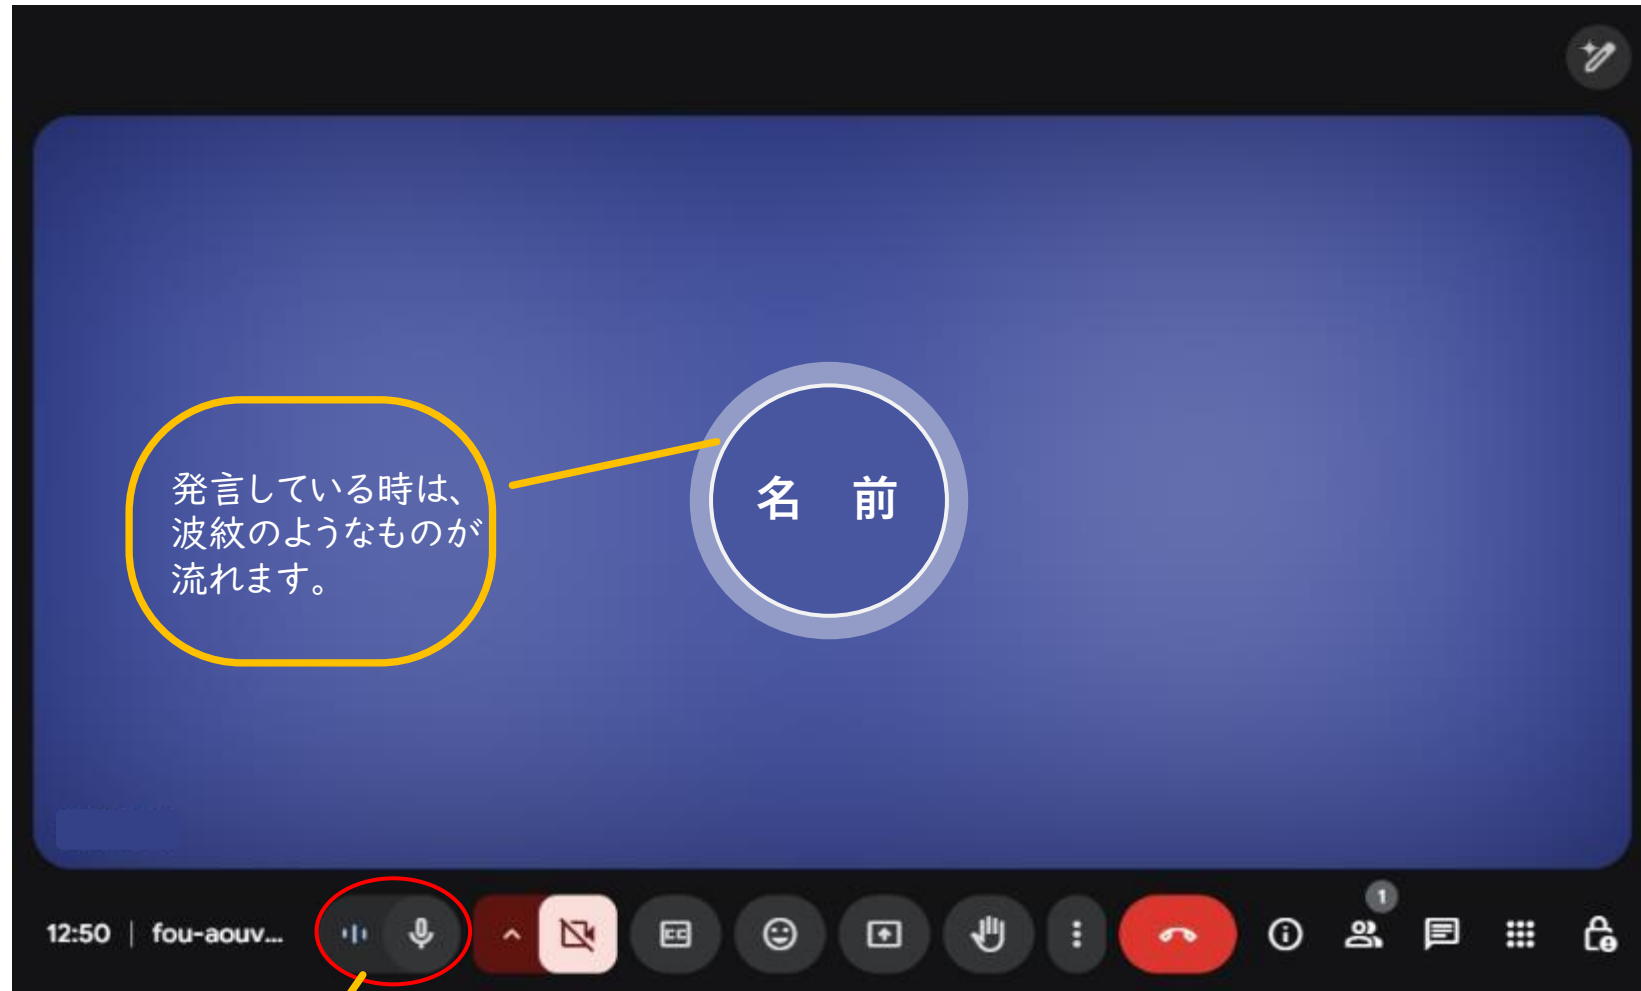 発言している時は、
波紋のようなものが
流れます。
名　前
12:50 | fou-aouv...
CC
1